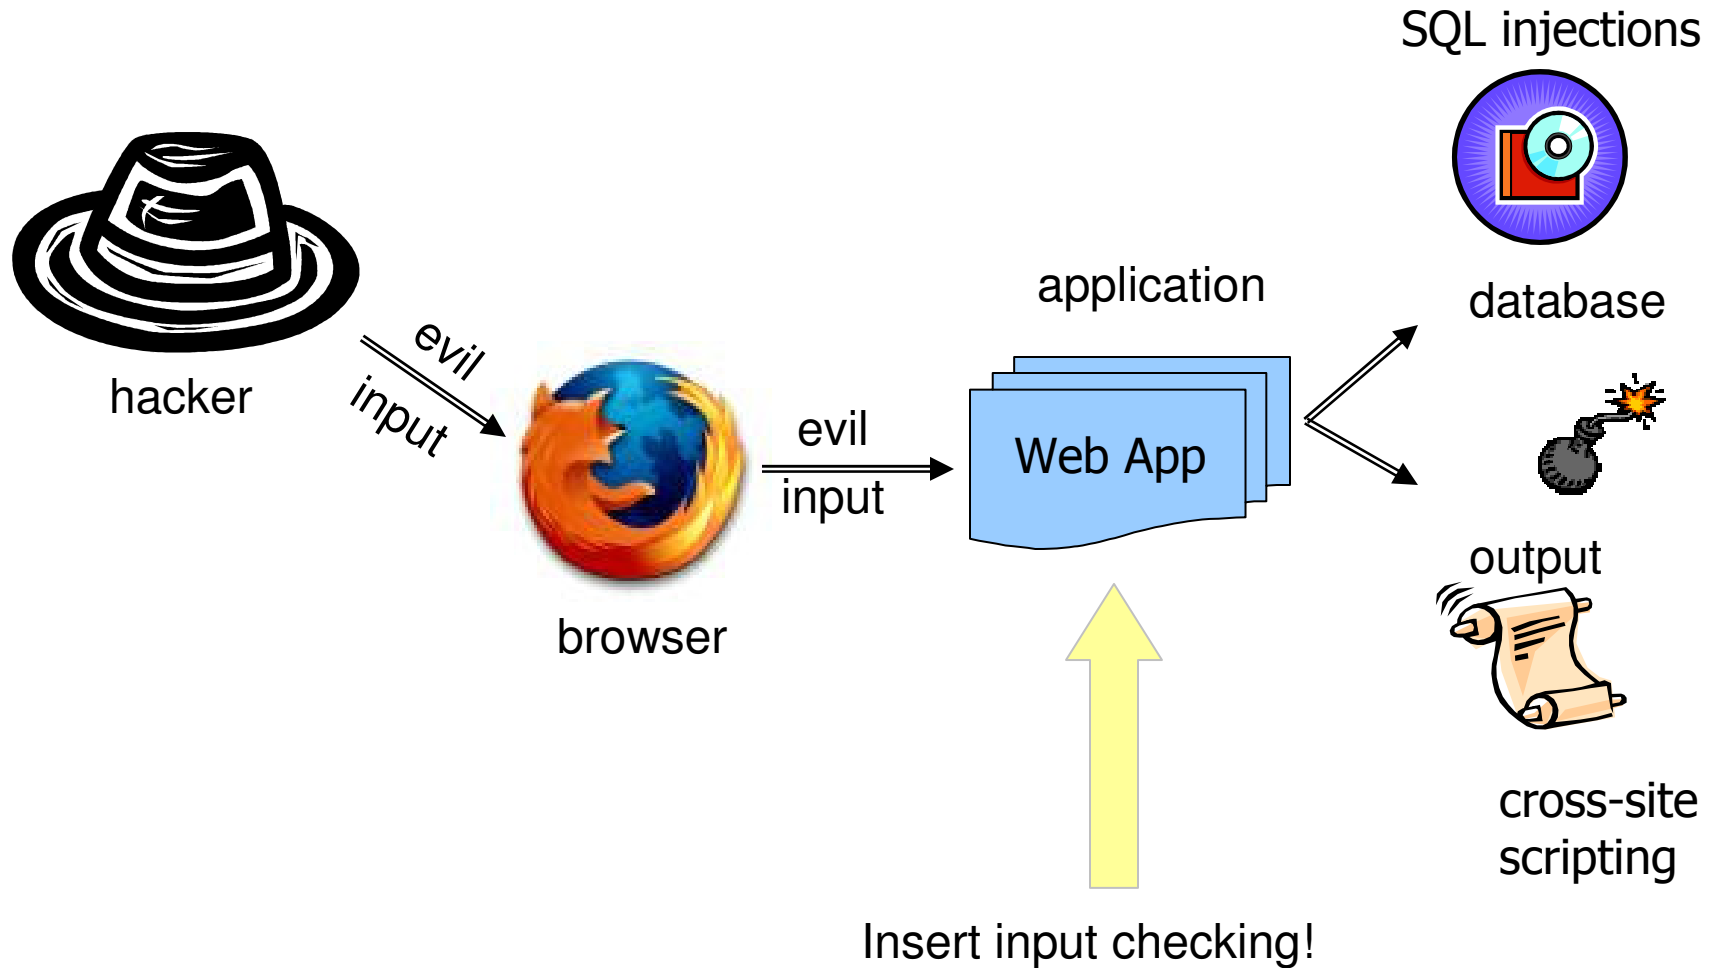 SQL injections
application
database
hacker
evil
input
evil
input
Web App
browser
output
cross-site
scripting
Insert input checking!